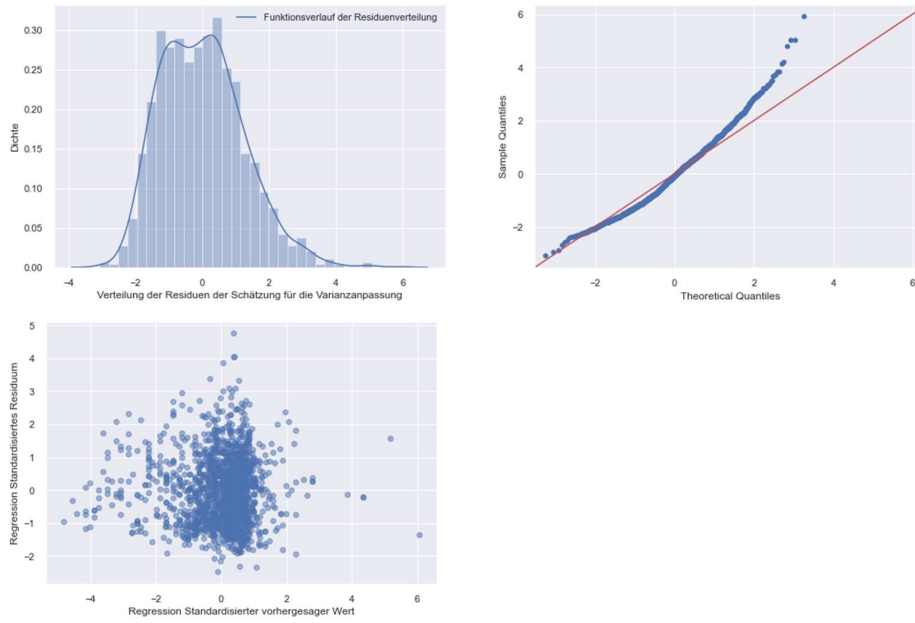 Funktionsverlauf der Residuenverteilung
Dichte
0.30
0.25
0.20
0.15
0.10
0.05
0.00
−4 −2 0 2 4 6
Verteilung der Residuen der Schätzung für die Varianzanpassung
Sample Quantiles
6
4
2
0
−2
−2 0 2 4 6
Theoretical Quantiles
Regression Standardisiertes Residuum
5
4
3
2
1
0
−1
−2
−4 −2 0 2 4 6
Regression Standardisierter vorhergesager Wert